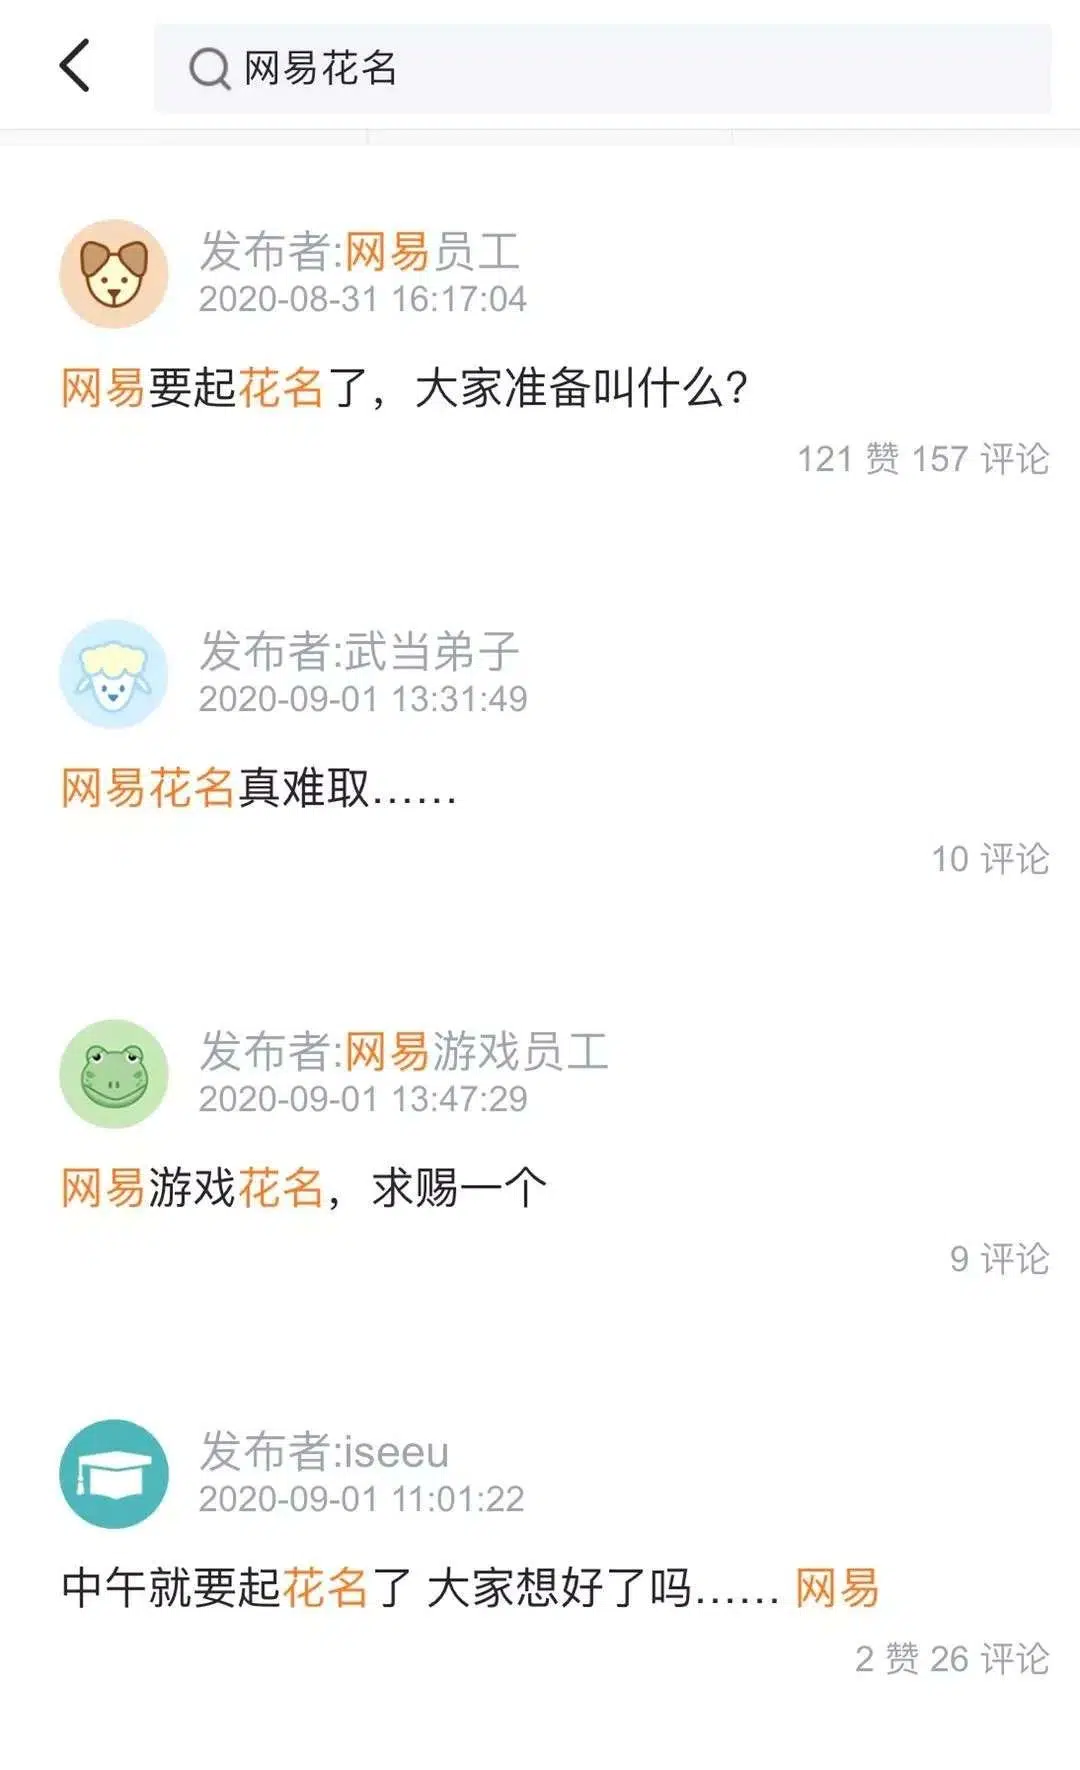 网易花名
发布者:网易员工
2020-08-31 16:17:04
网易要起花名了，大家准备叫什么?
121 赞 157 评论
发布者:武当弟子
2020-09-01 13:31:49
网易花名真难取……
10 评论
发布者:网易游戏员工
2020-09-01 13:47:29
网易游戏花名，求赐一个
9 评论
发布者:iseeu
2020-09-01 11:01:22
中午就要起花名了 大家想好了吗…… 网易
2 赞 26 评论